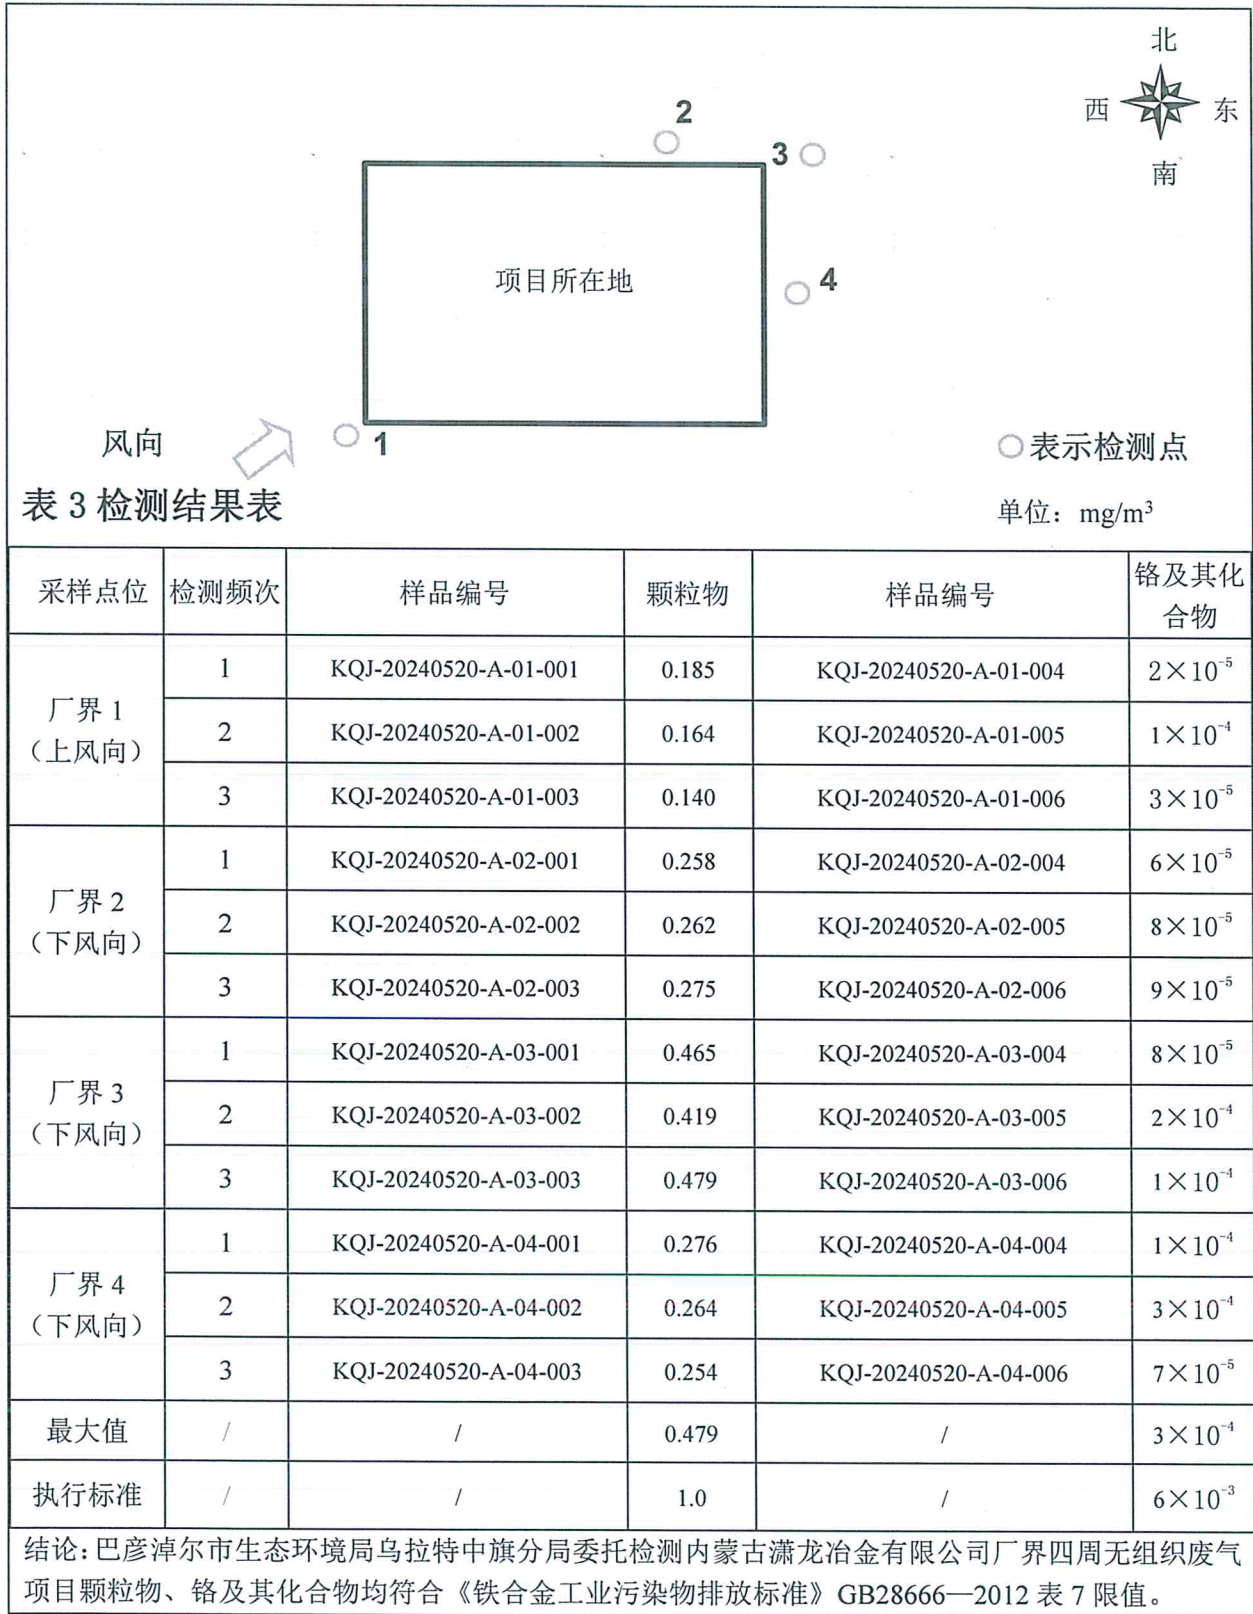 北
西 东
南
2
3
项目所在地
4
风向
1
○表示检测点
表 3 检测结果表
单位：mg/m³
采样点位 检测频次 样品编号 颗粒物 样品编号 铬及其化合物
厂界 1（上风向） 1 KQJ-20240520-A-01-001 0.185 KQJ-20240520-A-01-004 2×10⁻⁵
2 KQJ-20240520-A-01-002 0.164 KQJ-20240520-A-01-005 1×10⁻⁴
3 KQJ-20240520-A-01-003 0.140 KQJ-20240520-A-01-006 3×10⁻⁵
厂界 2（下风向） 1 KQJ-20240520-A-02-001 0.258 KQJ-20240520-A-02-004 6×10⁻⁵
2 KQJ-20240520-A-02-002 0.262 KQJ-20240520-A-02-005 8×10⁻⁵
3 KQJ-20240520-A-02-003 0.275 KQJ-20240520-A-02-006 9×10⁻⁵
厂界 3（下风向） 1 KQJ-20240520-A-03-001 0.465 KQJ-20240520-A-03-004 8×10⁻⁵
2 KQJ-20240520-A-03-002 0.419 KQJ-20240520-A-03-005 2×10⁻⁴
3 KQJ-20240520-A-03-003 0.479 KQJ-20240520-A-03-006 1×10⁻⁴
厂界 4（下风向） 1 KQJ-20240520-A-04-001 0.276 KQJ-20240520-A-04-004 1×10⁻⁴
2 KQJ-20240520-A-04-002 0.264 KQJ-20240520-A-04-005 3×10⁻⁴
3 KQJ-20240520-A-04-003 0.254 KQJ-20240520-A-04-006 7×10⁻⁵
最大值 / / 0.479 / 3×10⁻⁴
执行标准 / / 1.0 / 6×10⁻³
结论：巴彦淖尔市生态环境局乌拉特中旗分局委托检测内蒙古潇龙冶金有限公司厂界四周无组织废气
项目颗粒物、铬及其化合物均符合《铁合金工业污染物排放标准》GB28666—2012 表 7 限值。